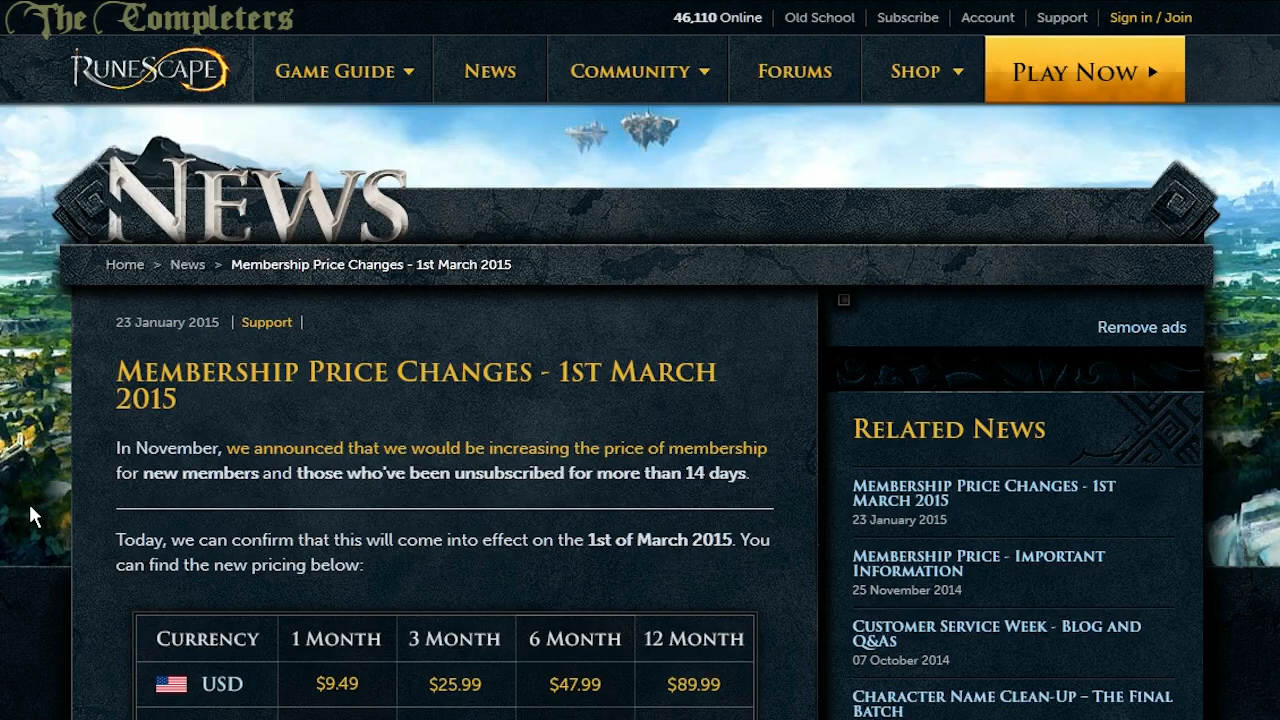 The Completers
46,110 Online
Old School
Subscribe
Account
Support
Sign in / Join
RuneScape
Game Guide
News
Community
Forums
Shop
Play Now
News
Home > News > Membership Price Changes - 1st March 2015
23 January 2015 | Support |
Membership Price Changes - 1st March
2015
In November, we announced that we would be increasing the price of membership
for new members and those who've been unsubscribed for more than 14 days.
Today, we can confirm that this will come into effect on the 1st of March 2015. You
can find the new pricing below:
Currency 1 Month 3 Month 6 Month 12 Month
USD $9.49 $25.99 $47.99 $89.99
Remove ads
Related News
Membership Price Changes - 1st
March 2015
23 January 2015
Membership Price - Important
Information
25 November 2014
Customer Service Week - Blog and
Q&As
07 October 2014
Character Name Clean-Up – The Final
Batch